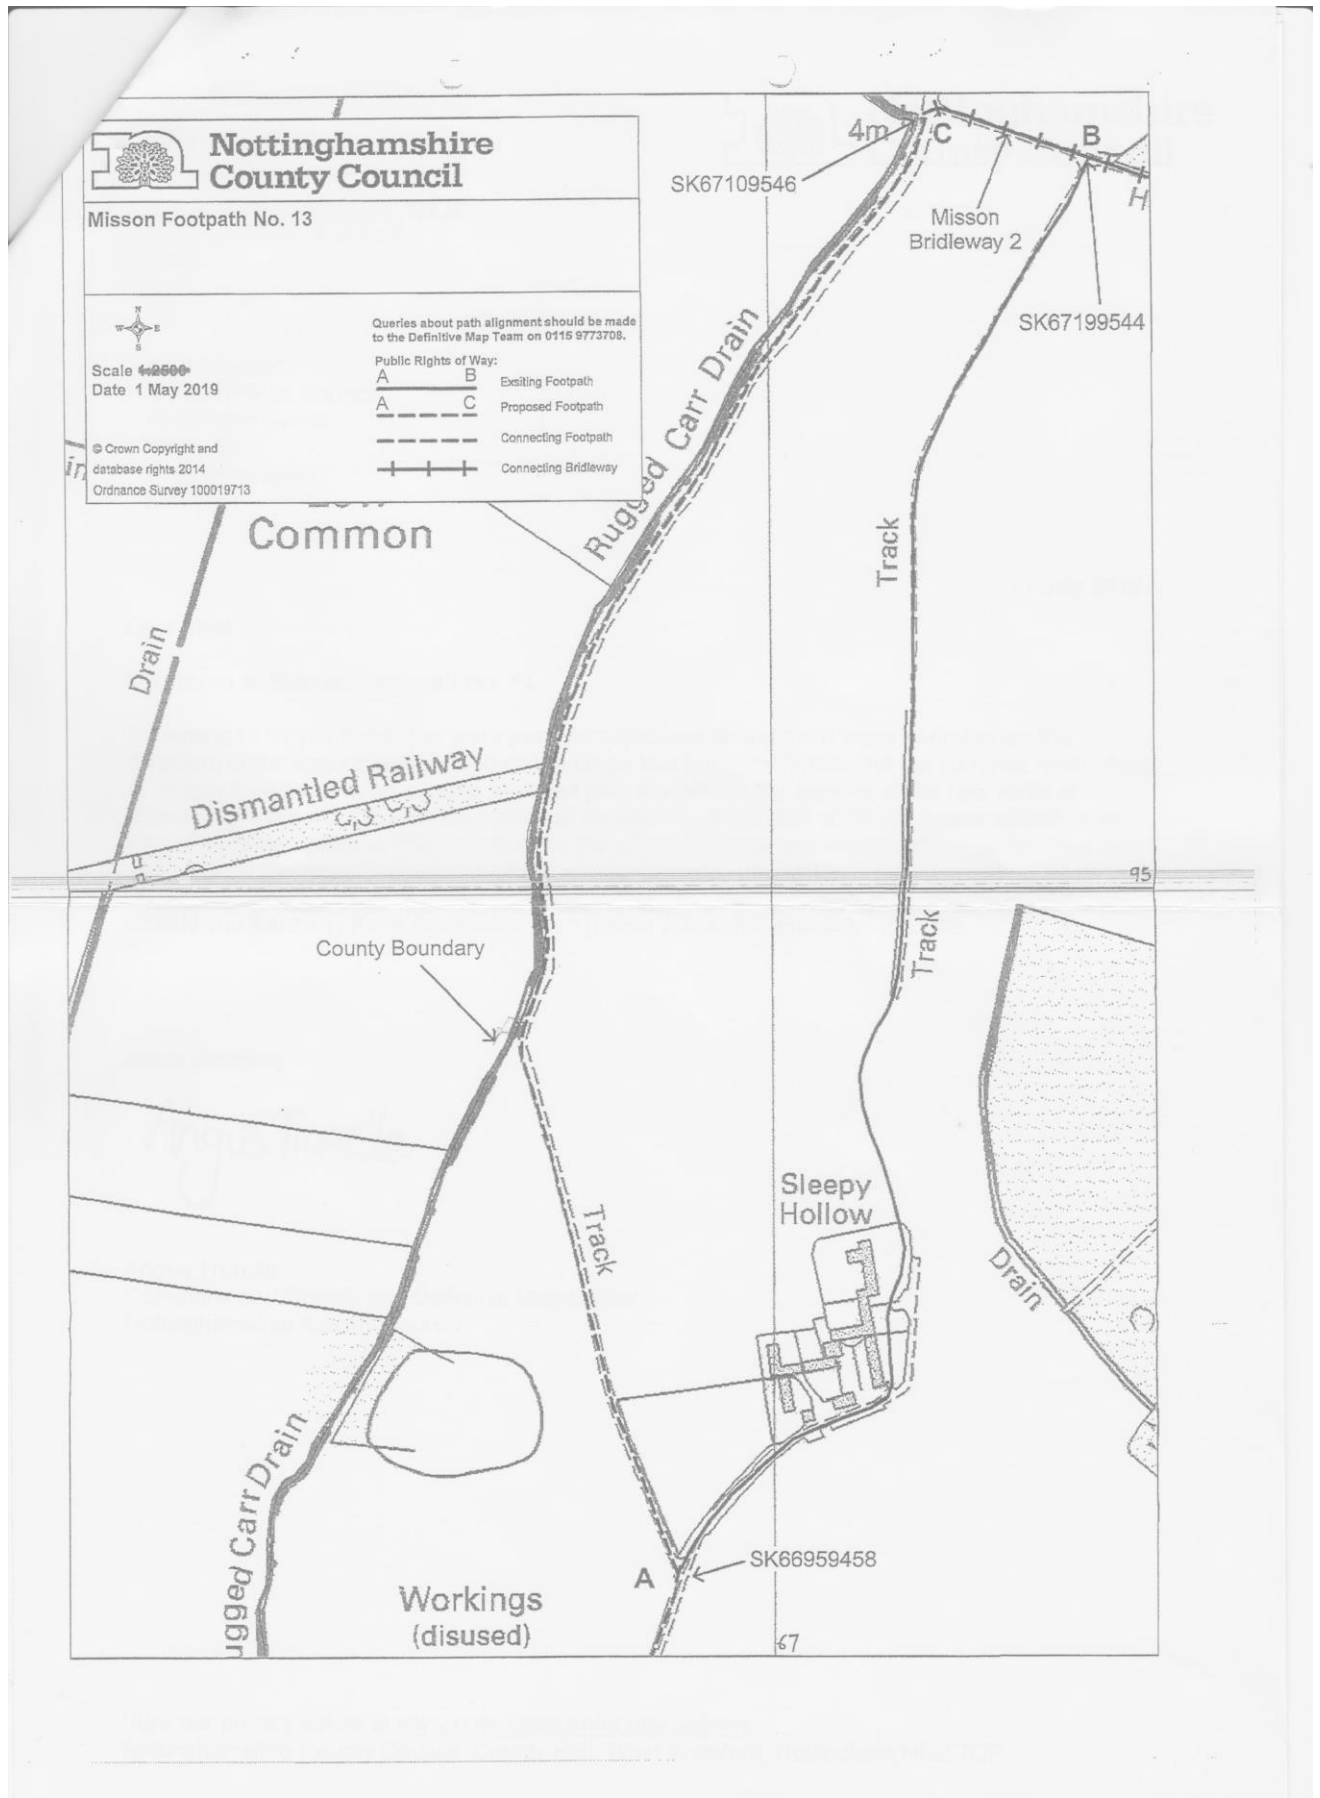 Nottinghamshire
County Council
Misson Footpath No. 13
N
W E
S
Scale 1:2500
Date 1 May 2019
© Crown Copyright and
database rights 2014
Ordnance Survey 100019713
Queries about path alignment should be made
to the Definitive Map Team on 0115 9773708.
Public Rights of Way:
A B Exsiting Footpath
A C Proposed Footpath
Connecting Footpath
Connecting Bridleway
4m
C
B
H
SK67109546
Misson
Bridleway 2
SK67199544
Rugged Carr Drain
Common
Track
Drain
Dismantled Railway
95
County Boundary
Track
Track
Sleepy
Hollow
Drain
ugged Carr Drain
A
SK66959458
Workings
(disused)
67